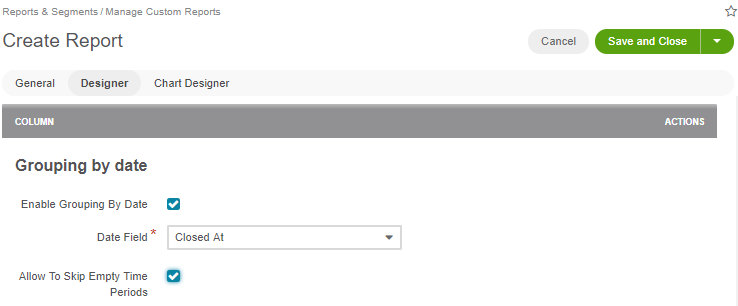 Reports & Segments / Manage Custom Reports
Create Report
Cancel
Save and Close
General
Designer
Chart Designer
COLUMN
ACTIONS
Grouping by date
Enable Grouping By Date
Date Field *
Closed At
Allow To Skip Empty Time
Periods